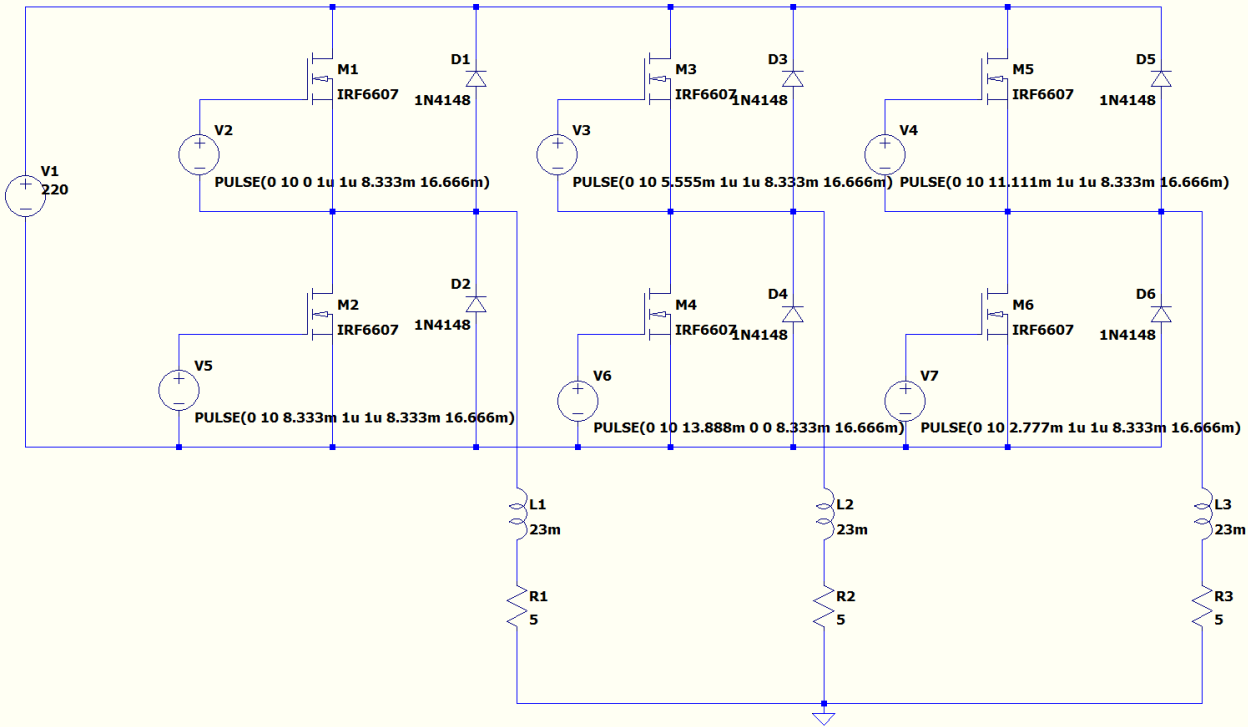 V1
220
M1
IRF6607
D1
1N4148
V2
PULSE(0 10 0 1u 1u 8.333m 16.666m)
M3
IRF6607
D3
1N4148
V3
PULSE(0 10 5.555m 1u 1u 8.333m 16.666m)
M5
IRF6607
D5
1N4148
V4
PULSE(0 10 11.111m 1u 1u 8.333m 16.666m)
M2
IRF6607
D2
1N4148
V5
PULSE(0 10 8.333m 1u 1u 8.333m 16.666m)
M4
IRF6607
D4
1N4148
V6
PULSE(0 10 13.888m 0 0 8.333m 16.666m)
M6
IRF6607
D6
1N4148
V7
PULSE(0 10 2.777m 1u 1u 8.333m 16.666m)
L1
23m
L2
23m
L3
23m
R1
5
R2
5
R3
5